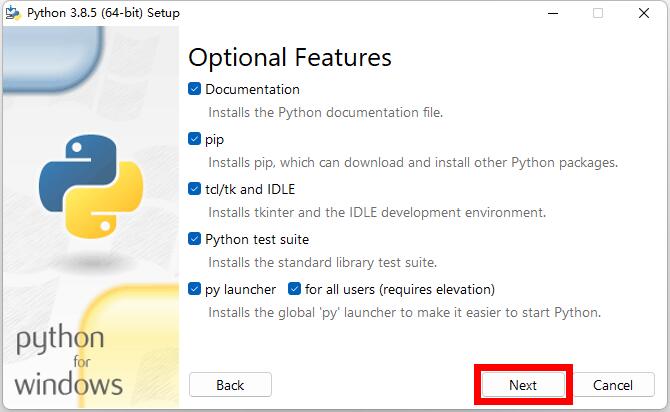 Python 3.8.5 (64-bit) Setup
Optional Features
Documentation
Installs the Python documentation file.
pip
Installs pip, which can download and install other Python packages.
tcl/tk and IDLE
Installs tkinter and the IDLE development environment.
Python test suite
Installs the standard library test suite.
py launcher for all users (requires elevation)
Installs the global 'py' launcher to make it easier to start Python.
python
for
windows
Back Next Cancel